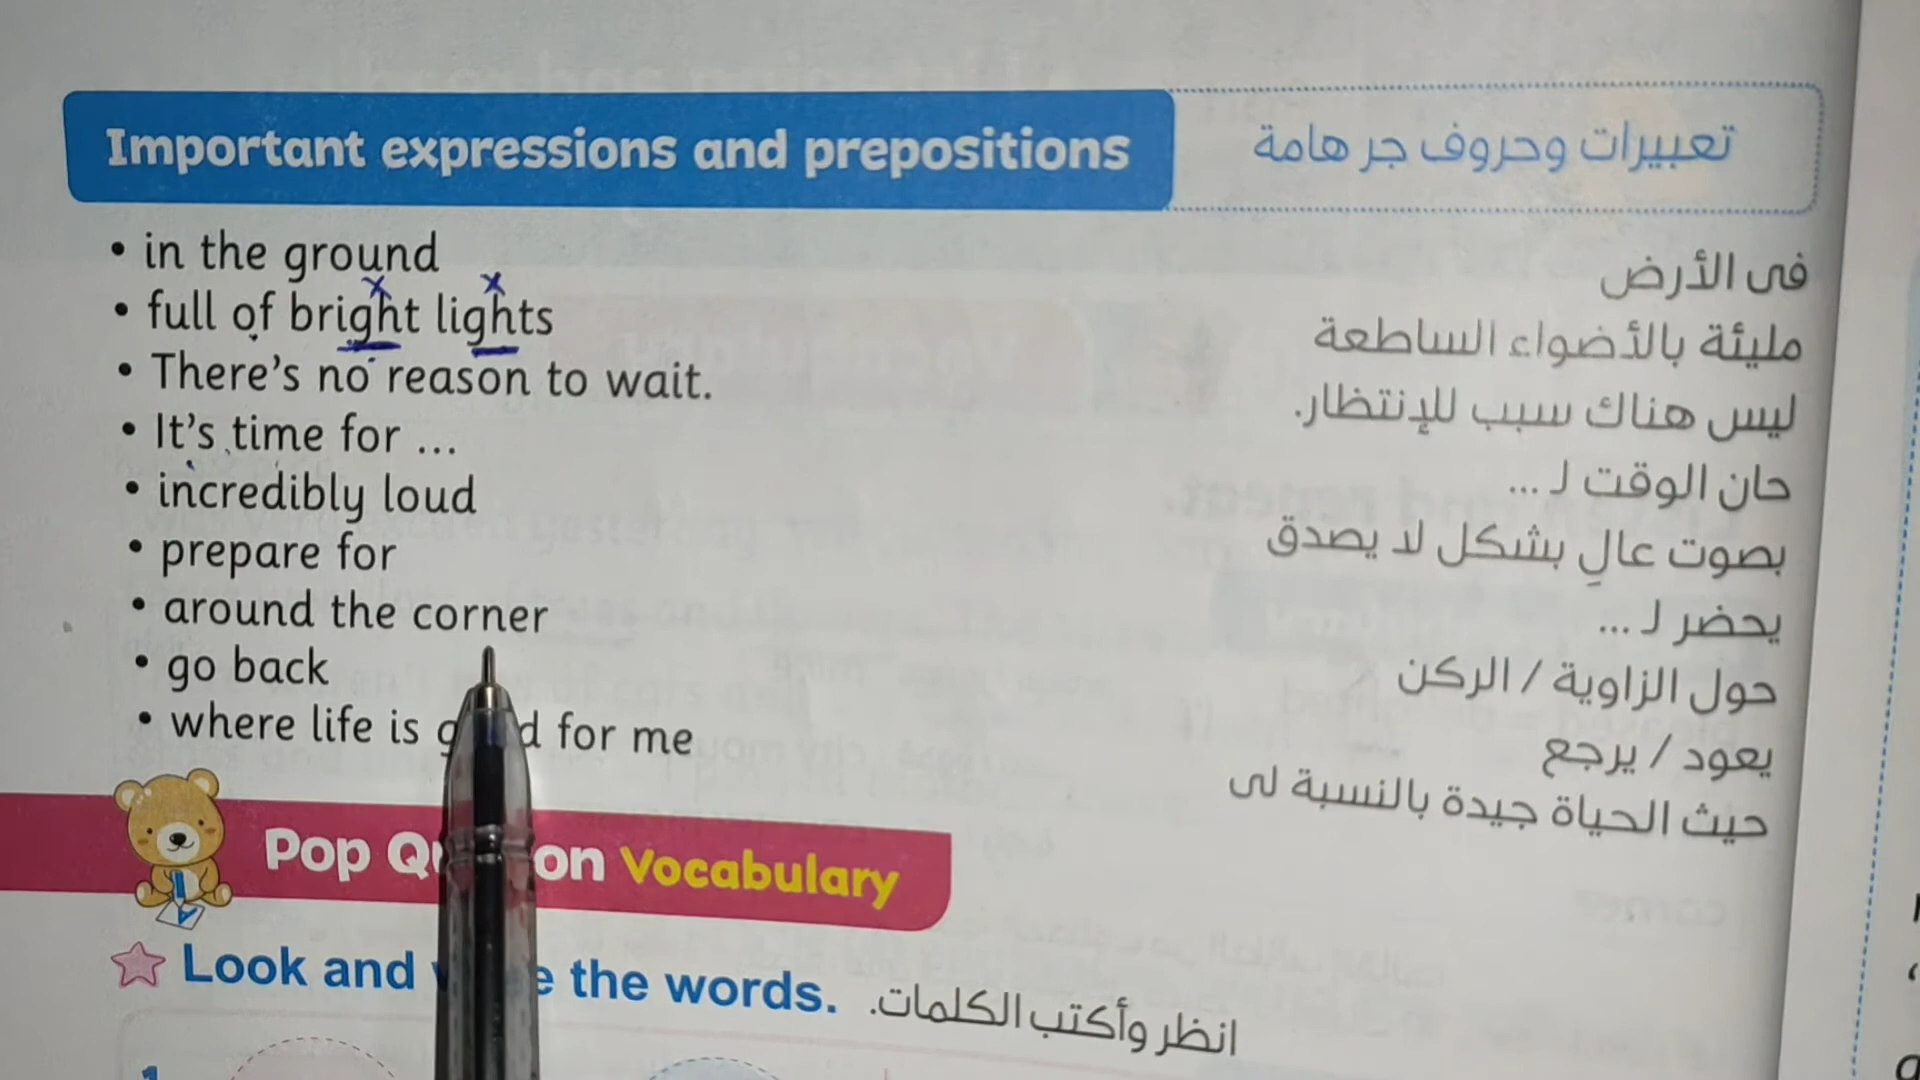 Important expressions and prepositions
تعبيرات وحروف جر هامة
• in the ground
فى الأرض
• full of bright lights
مليئة بالأضواء الساطعة
• There's no reason to wait.
ليس هناك سبب للإنتظار.
• It's time for ...
حان الوقت لـ ...
• incredibly loud
بصوت عالٍ بشكل لا يصدق
• prepare for
يحضر لـ ...
• around the corner
حول الزاوية / الركن
• go back
يعود / يرجع
• where life is for me
حيث الحياة جيدة بالنسبة لى
Pop on Vocabulary
Look and the words.
انظر وأكتب الكلمات.